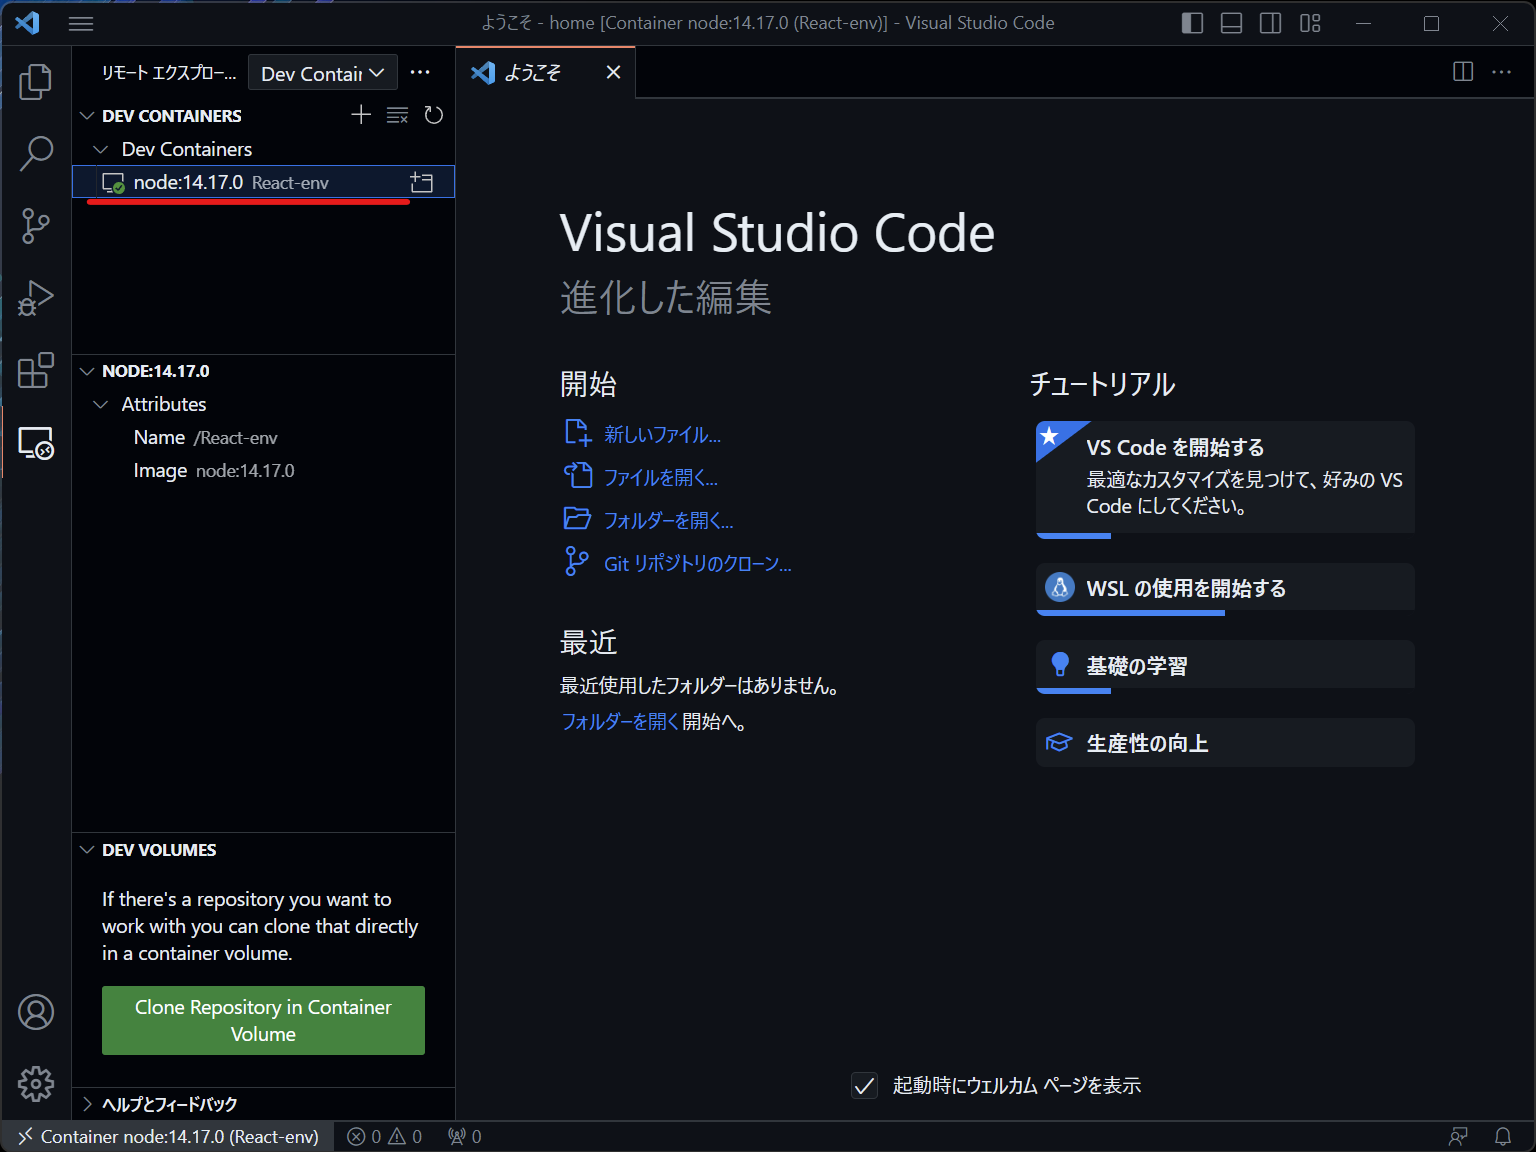 ようこそ - home [Container node:14.17.0 (React-env)] - Visual Studio Code
リモート エクスプロー...
Dev Contair
ようこそ
DEV CONTAINERS
Dev Containers
node:14.17.0 React-env
NODE:14.17.0
Attributes
Name /React-env
Image node:14.17.0
DEV VOLUMES
If there's a repository you want to
work with you can clone that directly
in a container volume.
Clone Repository in Container
Volume
ヘルプとフィードバック
Visual Studio Code
進化した編集
開始
新しいファイル...
ファイルを開く...
フォルダーを開く...
Git リポジトリのクローン...
最近
最近使用したフォルダーはありません。
フォルダーを開く 開始へ。
チュートリアル
VS Code を開始する
最適なカスタマイズを見つけて、好みの VS
Code にしてください。
WSL の使用を開始する
基礎の学習
生産性の向上
起動時にウェルカム ページを表示
Container node:14.17.0 (React-env)
0
0
0